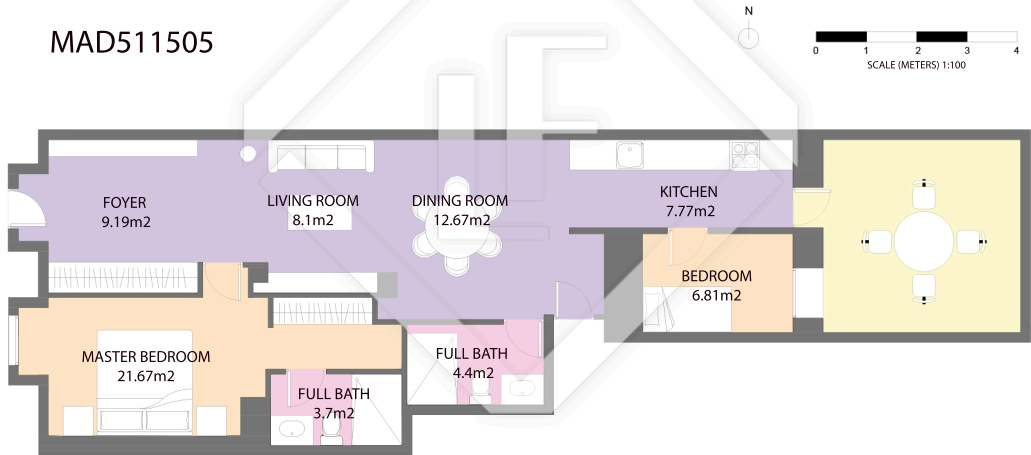 MAD511505
N
0 1 2 3 4
SCALE (METERS) 1:100
FOYER
9.19m2
LIVING ROOM
8.1m2
DINING ROOM
12.67m2
KITCHEN
7.77m2
BEDROOM
6.81m2
MASTER BEDROOM
21.67m2
FULL BATH
4.4m2
FULL BATH
3.7m2